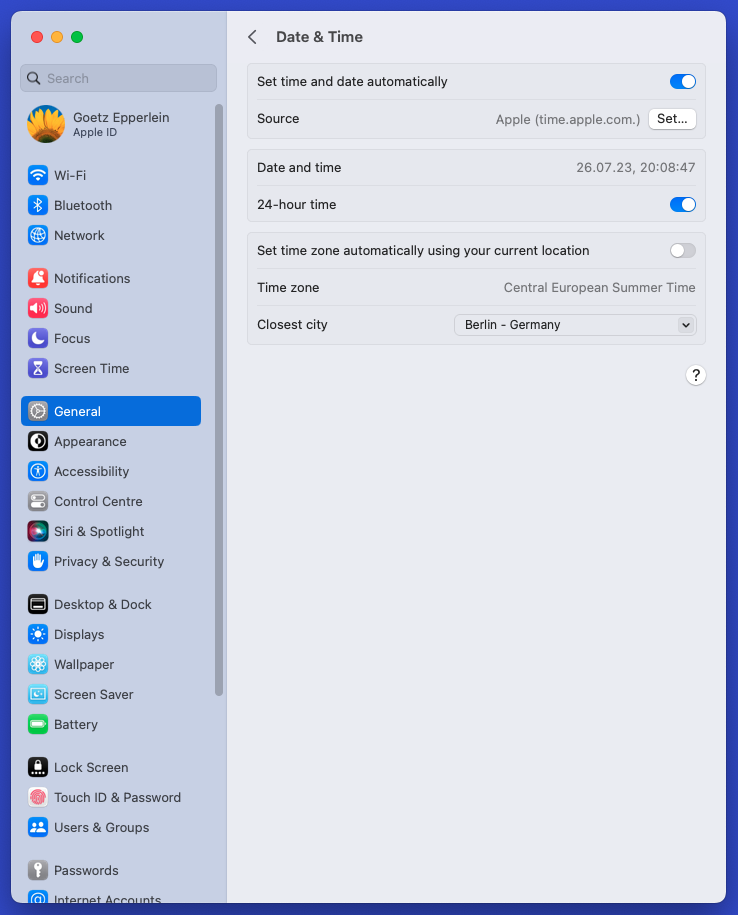 Search
Goetz Epperlein
Apple ID
Wi-Fi
Bluetooth
Network
Notifications
Sound
Focus
Screen Time
General
Appearance
Accessibility
Control Centre
Siri & Spotlight
Privacy & Security
Desktop & Dock
Displays
Wallpaper
Screen Saver
Battery
Lock Screen
Touch ID & Password
Users & Groups
Passwords
Internet Accounts
Date & Time
Set time and date automatically
Source Apple (time.apple.com.) Set...
Date and time 26.07.23, 20:08:47
24-hour time
Set time zone automatically using your current location
Time zone Central European Summer Time
Closest city Berlin - Germany
?